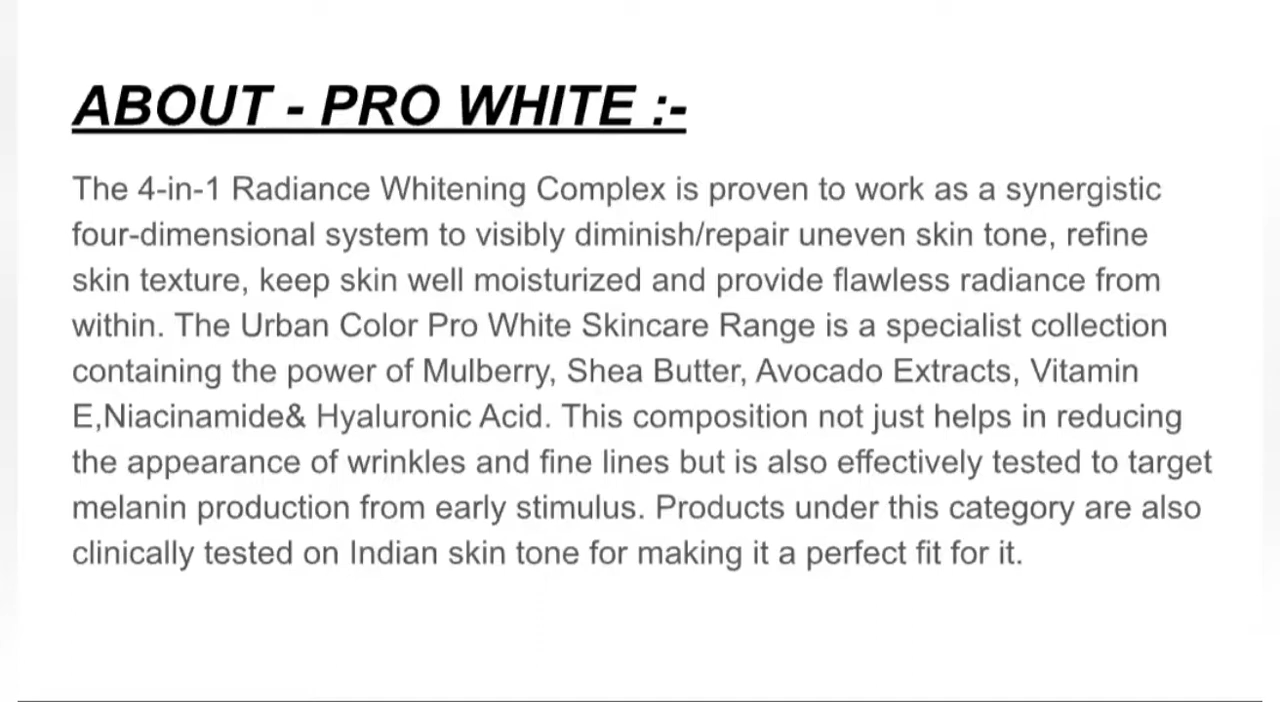 ABOUT - PRO WHITE :-
The 4-in-1 Radiance Whitening Complex is proven to work as a synergistic
four-dimensional system to visibly diminish/repair uneven skin tone, refine
skin texture, keep skin well moisturized and provide flawless radiance from
within. The Urban Color Pro White Skincare Range is a specialist collection
containing the power of Mulberry, Shea Butter, Avocado Extracts, Vitamin
E,Niacinamide& Hyaluronic Acid. This composition not just helps in reducing
the appearance of wrinkles and fine lines but is also effectively tested to target
melanin production from early stimulus. Products under this category are also
clinically tested on Indian skin tone for making it a perfect fit for it.